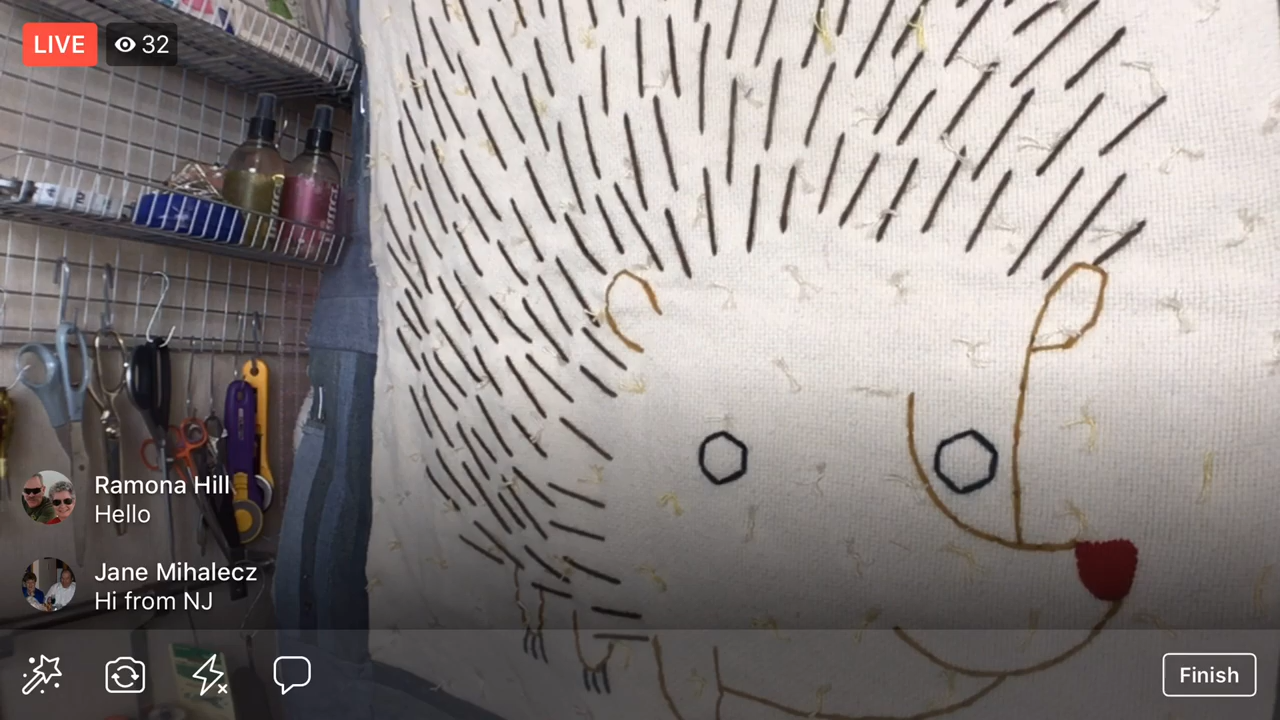 LIVE
32
Ramona Hill
Hello
Jane Mihalecz
Hi from NJ
Finish